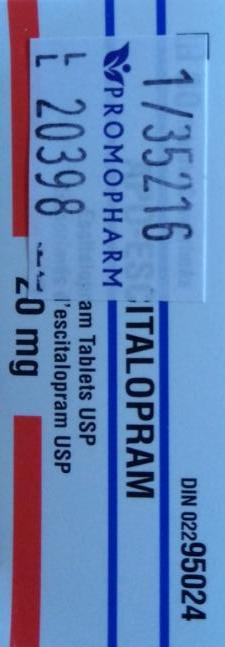 1/35216
PROMOPHARM
L 20398
L
ITALOPRAM
am Tablets USP
l'escitalopram USP
20 mg
DIN 02295024